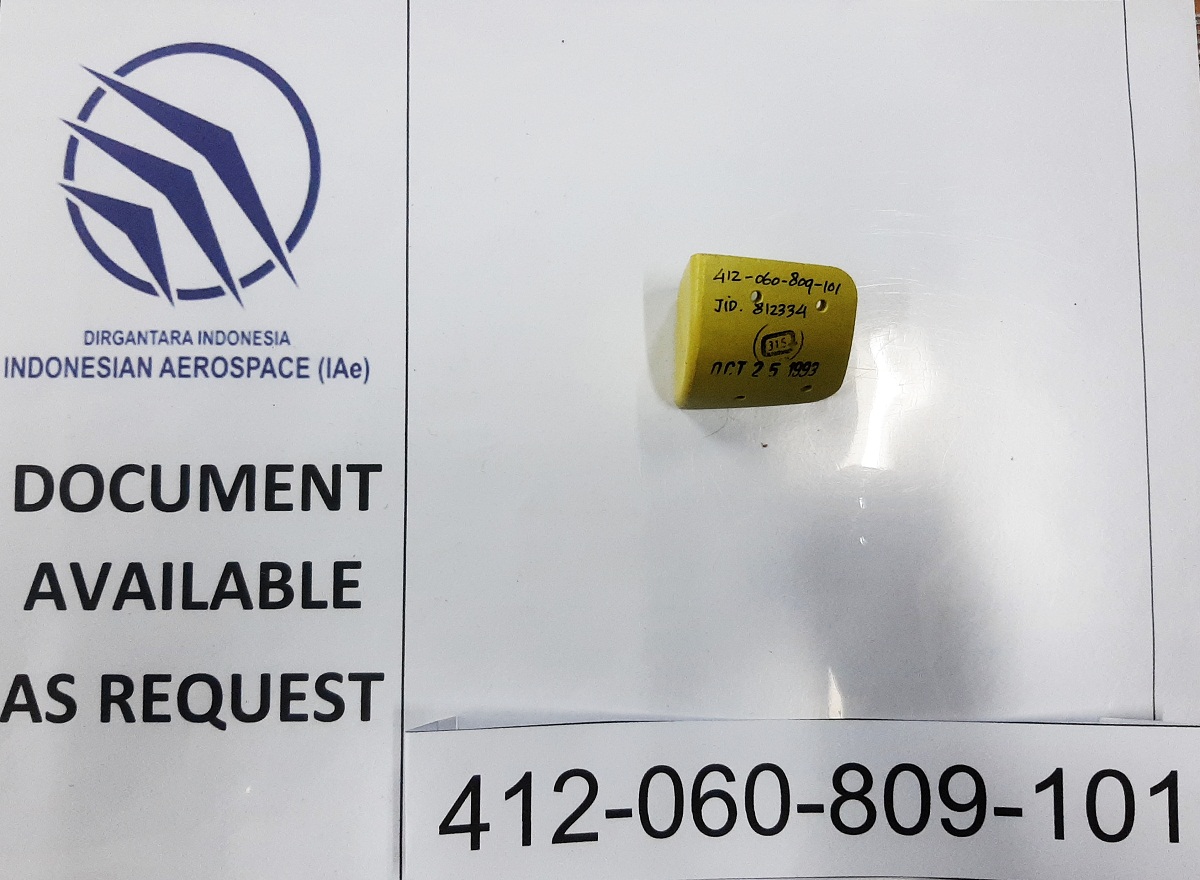 DIRGANTARA INDONESIA
INDONESIAN AEROSPACE (IAe)
DOCUMENT
AVAILABLE
AS REQUEST
412-060-809-101
JID. 812334
315
OCT 25 1993
412-060-809-101